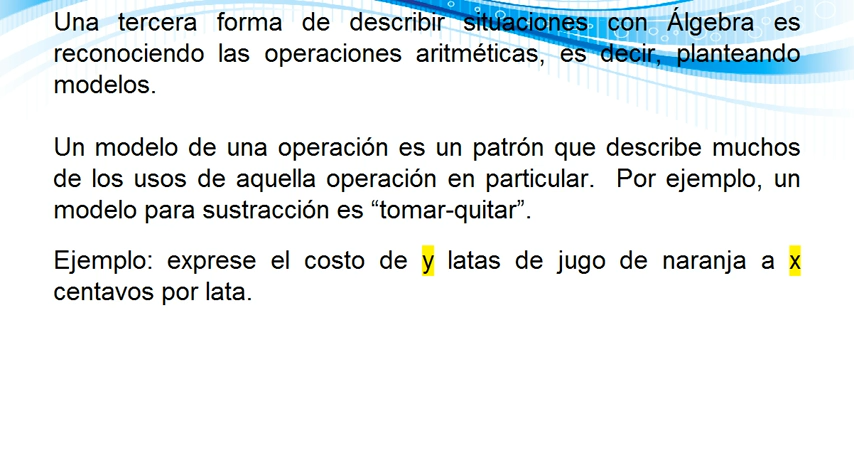 Una tercera forma de describir situaciones con Álgebra es
reconociendo las operaciones aritméticas, es decir, planteando
modelos.
Un modelo de una operación es un patrón que describe muchos
de los usos de aquella operación en particular. Por ejemplo, un
modelo para sustracción es “tomar-quitar”.
Ejemplo: exprese el costo de y latas de jugo de naranja a x
centavos por lata.